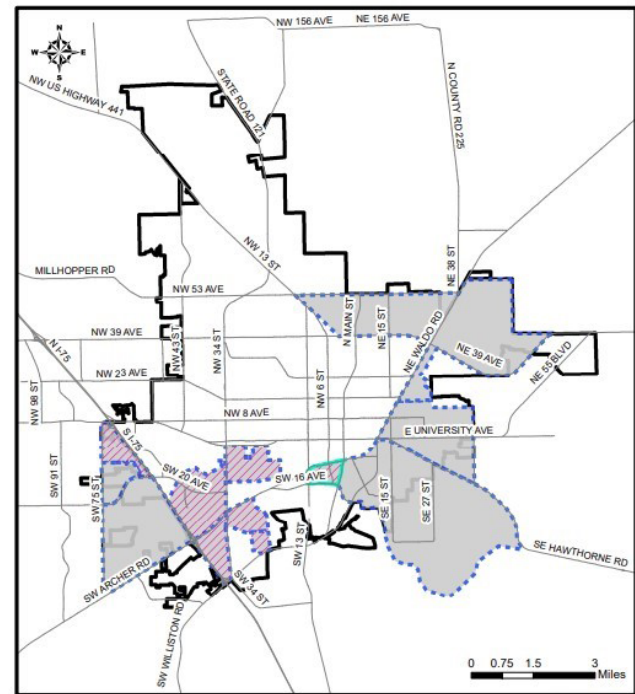 NW 156 AVE
NE 156 AVE
N
W
E
S
NW US HIGHWAY 441
STATE ROAD 121
N COUNTY RD 225
NW 13 ST
NE 38 ST
MILLHOPPER RD
NW 53 AVE
N MAIN ST
NE 15 ST
NE WALDO RD
N I-75
NW 39 AVE
NW 43 ST
NW 34 ST
NE 39 AVE
NW 23 AVE
NW 6 ST
NE 55 BLVD
NW 98 ST
NW 8 AVE
S I-75
E UNIVERSITY AVE
SW 91 ST
SW 75 ST
SW 20 AVE
SW 16 AVE
SE 15 ST
SE 27 ST
SW 13 ST
SE HAWTHORNE RD
SW ARCHER RD
SW 34 ST
SW WILLISTON RD
0 0.75 1.5 3
Miles